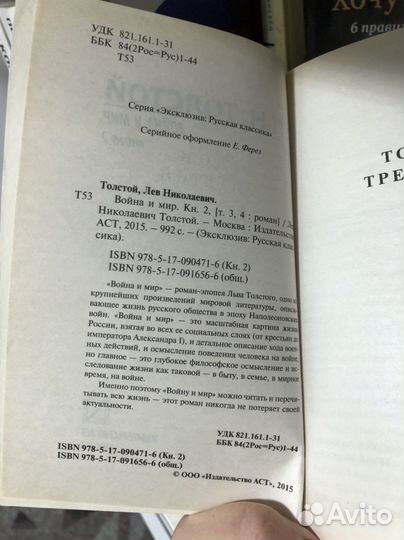 УДК 821.161.1-31
ББК 84(2Рос=Рус)1-44
Т53
Серия «Эксклюзив: Русская классика»
Серийное оформление Е. Ферез
Толстой, Лев Николаевич.
Т53 Война и мир. Кн. 2, [т. 3, 4 : роман] /
Николаевич Толстой. – Москва : Издательство
АСТ, 2015. – 992 с. – (Эксклюзив: Русская клас
сика).
ISBN 978-5-17-090471-6 (Кн. 2)
ISBN 978-5-17-091656-6 (общ.)
«Война и мир» – роман-эпопея Льва Толстого, одно из
крупнейших произведений мировой литературы, описы
вающее жизнь русского общества в эпоху Наполеоновских
войн. «Война и мир» – это масштабная картина жизни
России, взятая во всех ее социальных слоях (от крестьян до
императора Александра I), и детальное описание хода воен
ных действий, и осмысление поведения человека на войне,
но главное – это глубокое философское осмысление и ис
следование жизни как таковой – в быту, в семье, в мирное
время, на войне.
Именно поэтому «Войну и мир» можно читать и перечи
тывать всю жизнь – этот роман никогда не потеряет своей
актуальности.
УДК 821.161.1-31
ББК 84(2Рос=Рус)1-44
ISBN 978-5-17-090471-6 (Кн. 2)
ISBN 978-5-17-091656-6 (общ.)
© ООО «Издательство АСТ», 2015
ТО
ТРЕ
ХОЧУ
6 прави
Avito